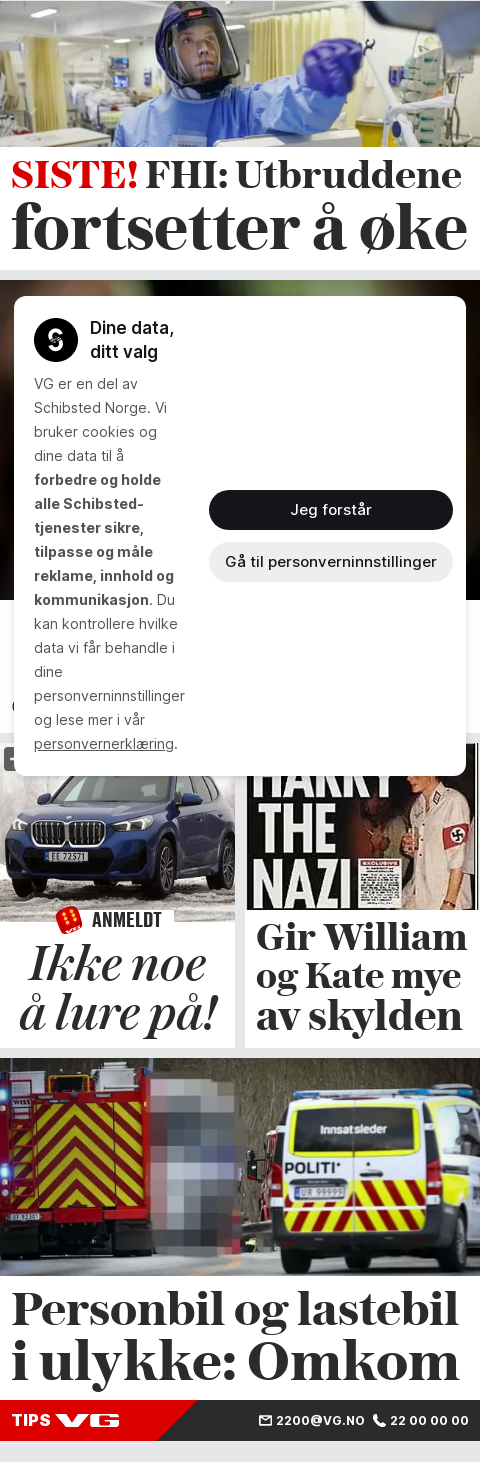 SISTE! FHI: Utbruddene
fortsetter å øke
Dine data,
ditt valg
VG er en del av
Schibsted Norge. Vi
bruker cookies og
dine data til å
forbedre og holde
alle Schibsted-
tjenester sikre,
tilpasse og måle
reklame, innhold og
kommunikasjon. Du
kan kontrollere hvilke
data vi får behandle i
dine
personverninnstillinger
og lese mer i vår
personvernerklæring.
Jeg forstår
Gå til personverninnstillinger
EE 72571
VG
ANMELDT
Ikke noe
å lure på!
HARRY
THE
NAZI
EXCLUSIVE
Gir William
og Kate mye
av skylden
Innsatsleder
POLITI
UR 99999
Personbil og lastebil
i ulykke: Omkom
TIPS VG
2200@VG.NO
22 00 00 00